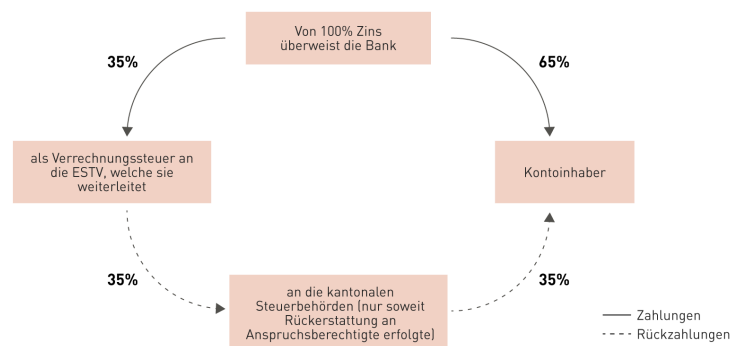 Von 100% Zins
überweist die Bank
35%
65%
als Verrechnungssteuer an
die ESTV, welche sie
weiterleitet
Kontoinhaber
35%
35%
an die kantonalen
Steuerbehörden (nur soweit
Rückerstattung an
Anspruchsberechtigte erfolgte)
Zahlungen
Rückzahlungen